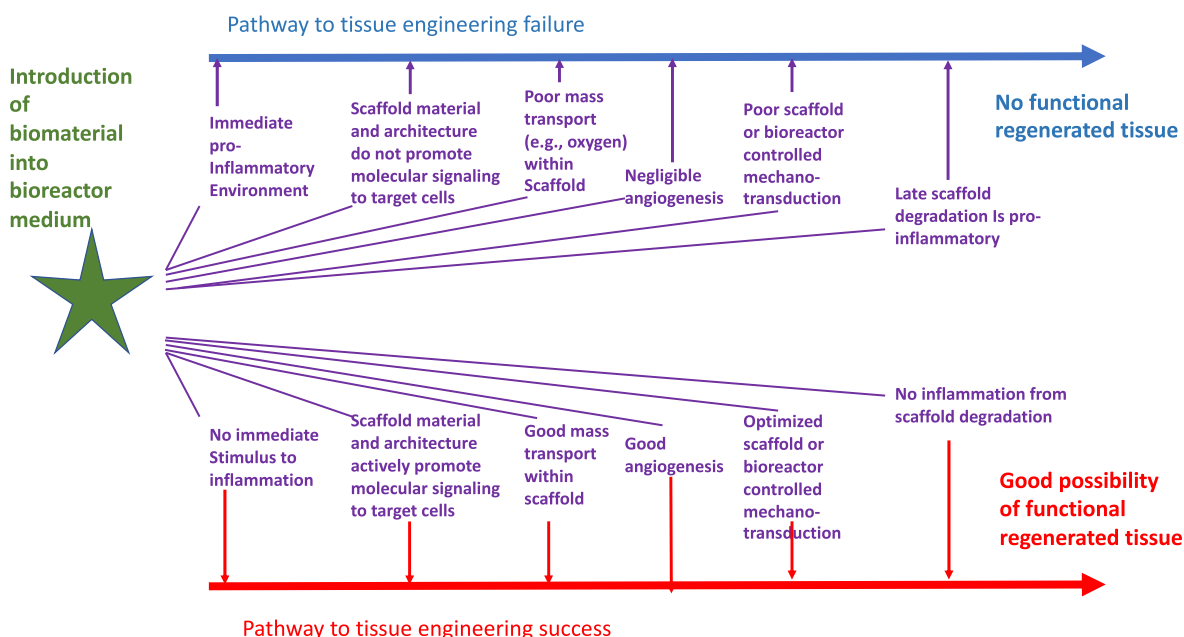 Pathway to tissue engineering failure
Introduction
of
biomaterial
into
bioreactor
medium
Immediate
pro-
Inflammatory
Environment
Scaffold material
and architecture
do not promote
molecular signaling
to target cells
Poor mass
transport
(e.g., oxygen)
within
Scaffold
Negligible
angiogenesis
Poor scaffold
or bioreactor
controlled
mechano-
transduction
Late scaffold
degradation Is pro-
inflammatory
No functional
regenerated tissue
No immediate
Stimulus to
inflammation
Scaffold material
and architecture
actively promote
molecular signaling
to target cells
Good mass
transport
within
scaffold
Good
angiogenesis
Optimized
scaffold or
bioreactor
controlled
mechano-
transduction
No inflammation from
scaffold degradation
Good possibility
of functional
regenerated tissue
Pathway to tissue engineering success